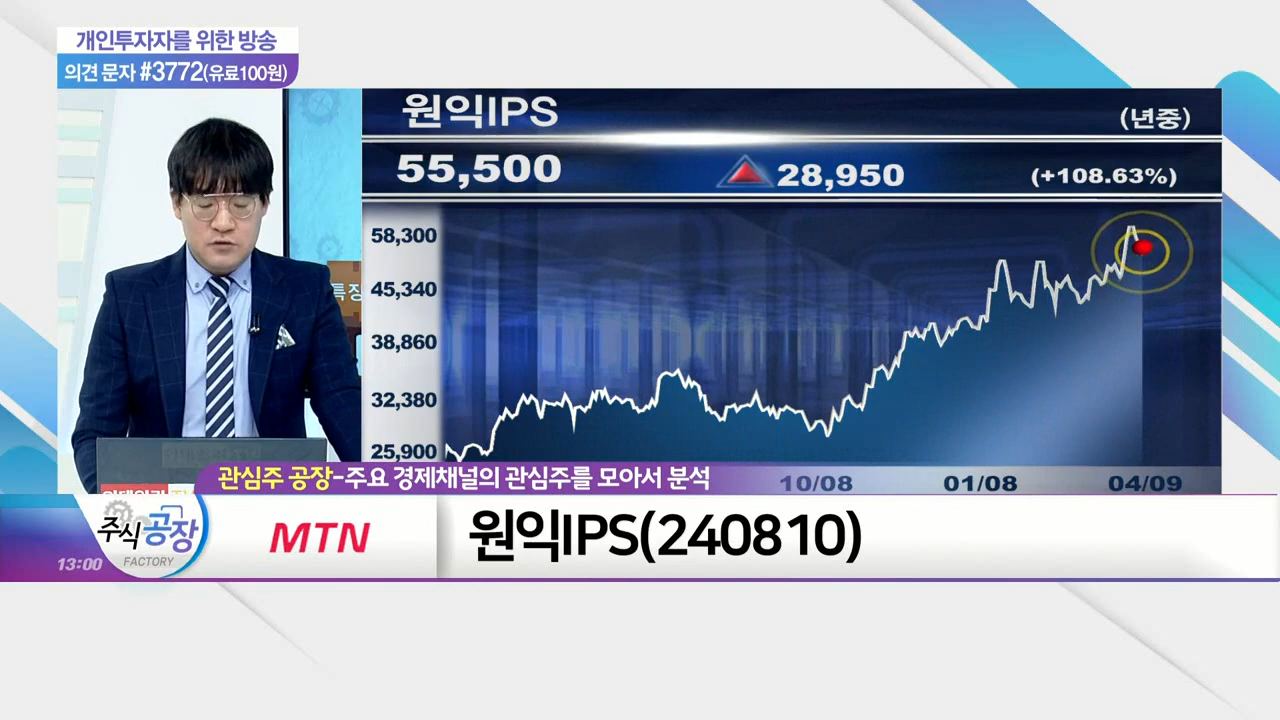 개인투자자를 위한 방송
의견 문자 #3772(유료100원)
원익IPS
(년중)
55,500
28,950
(+108.63%)
58,300
45,340
38,860
32,380
25,900
10/08
01/08
04/09
특징
관심주 공장-주요 경제채널의 관심주를 모아서 분석
주식공장
FACTORY
13:00
MTN
원익IPS(240810)